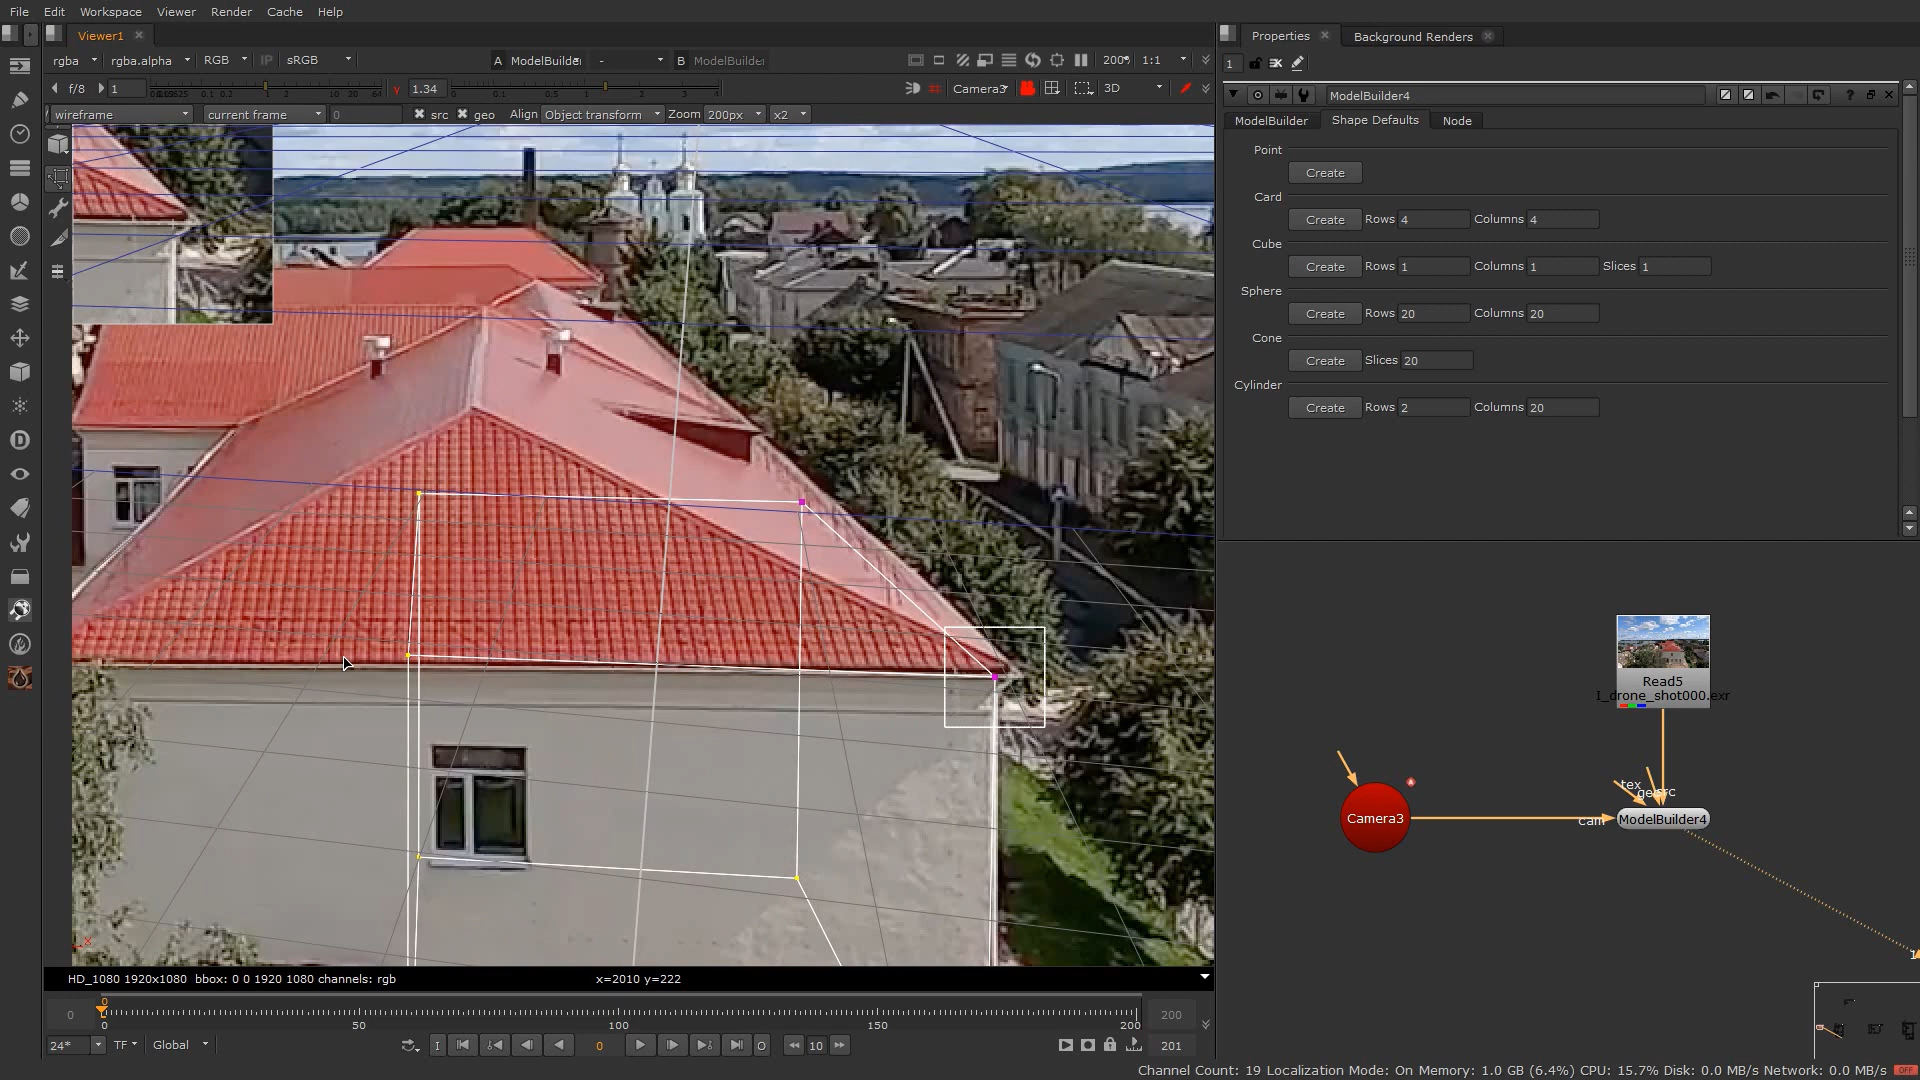 File Edit Workspace Viewer Render Cache Help
Viewer1
Properties
Background Renders
rgba rgba.alpha RGB IP sRGB A ModelBuilder - B ModelBuilder 200% 1:1
1
f/8 1 Y 1.34 Camera3 3D
ModelBuilder4
wireframe current frame 0 src geo Align Object transform Zoom 200px x2
ModelBuilder Shape Defaults Node
Point
Create
Card
Create Rows 4 Columns 4
Cube
Create Rows 1 Columns 1 Slices 1
Sphere
Create Rows 20 Columns 20
Cone
Create Slices 20
Cylinder
Create Rows 2 Columns 20
Read5
I_drone_shot000.exr
tex
src
Camera3
cam
ModelBuilder4
x
HD_1080 1920x1080 bbox: 0 0 1920 1080 channels: rgb x=2010 y=222
0
0 0 50 100 150 200 200
24* TF Global I 0 O 10 201
Channel Count: 19 Localization Mode: On Memory: 1.0 GB (6.4%) CPU: 15.7% Disk: 0.0 MB/s Network: 0.0 MB/s OFF